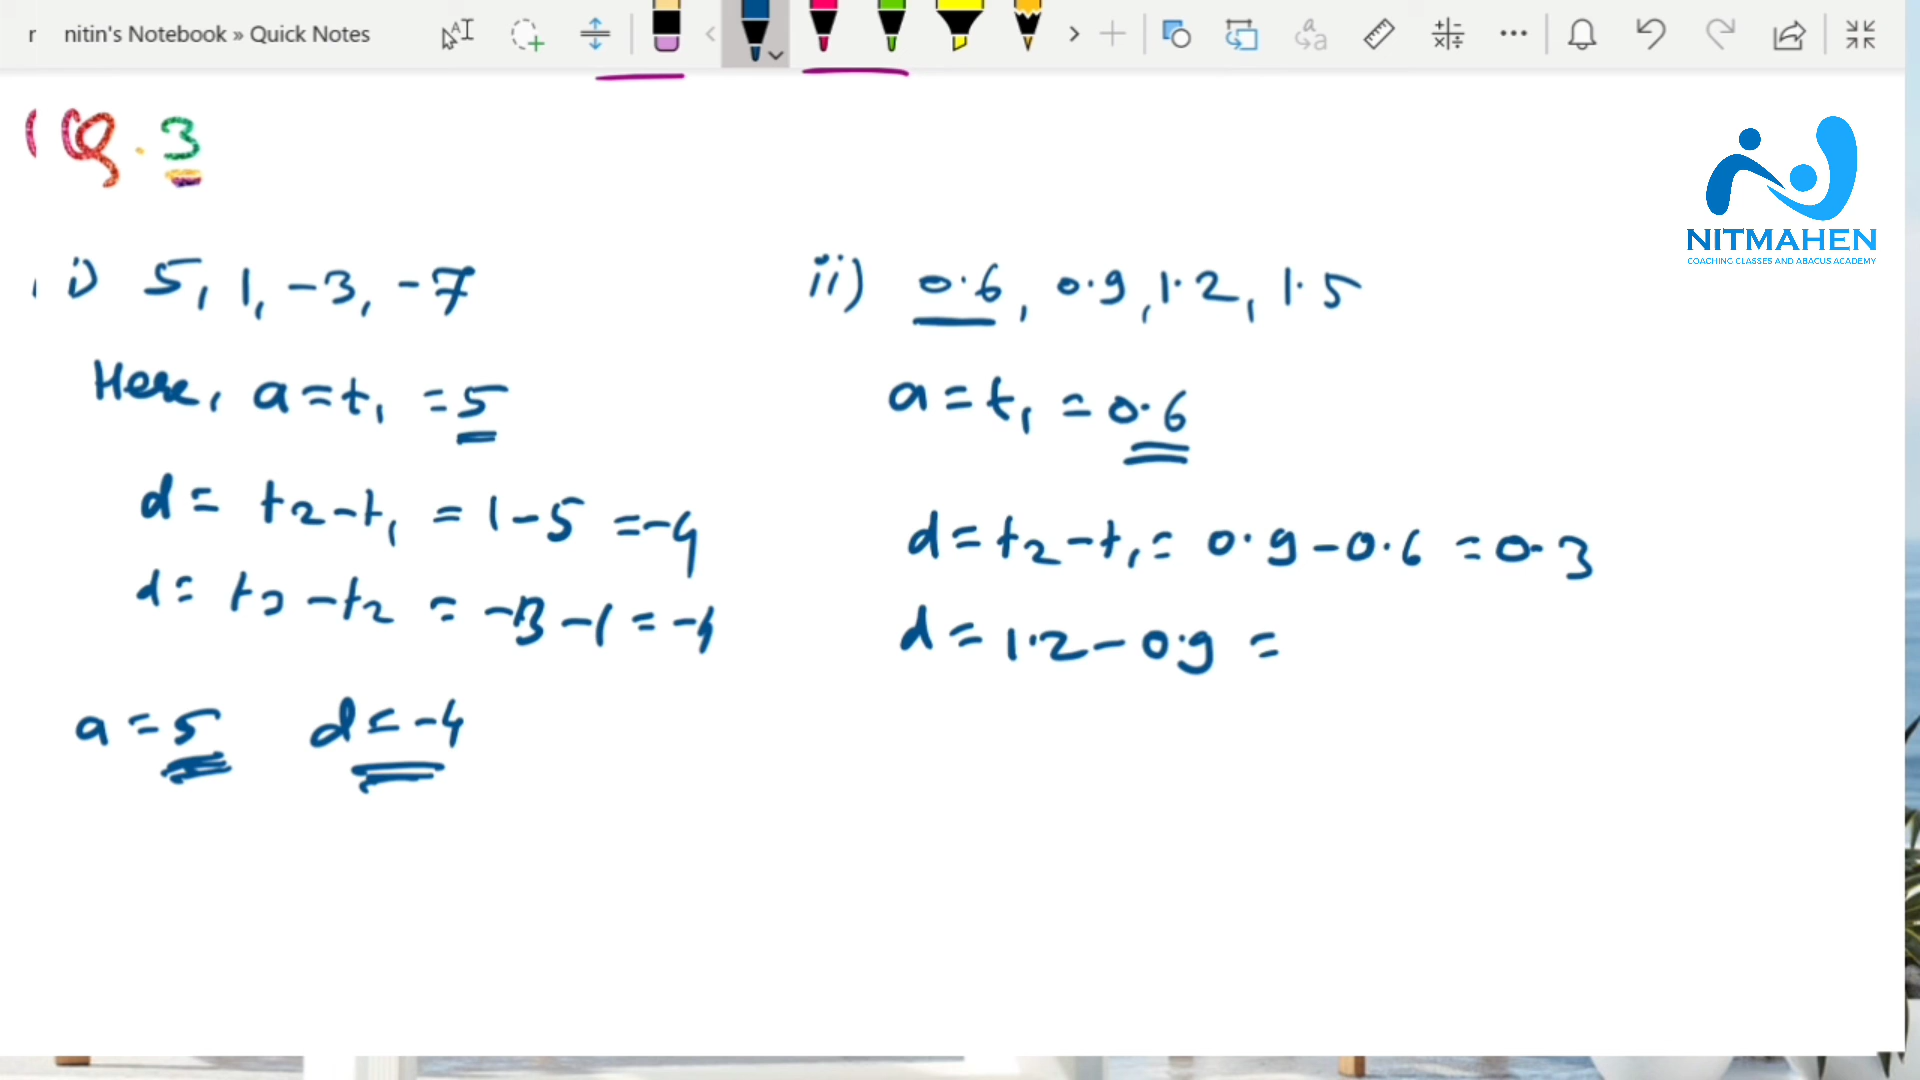 r nitin's Notebook » Quick Notes
Q. 3
NITMAHEN
COACHING CLASSES AND ABACUS ACADEMY
i) 5, 1, -3, -7
Here, a = t₁ = 5
d = t₂ - t₁ = 1 - 5 = -4
d = t₃ - t₂ = -3 - 1 = -4
a = 5 d = -4
ii) 0.6, 0.9, 1.2, 1.5
a = t₁ = 0.6
d = t₂ - t₁ = 0.9 - 0.6 = 0.3
d = 1.2 - 0.9 =